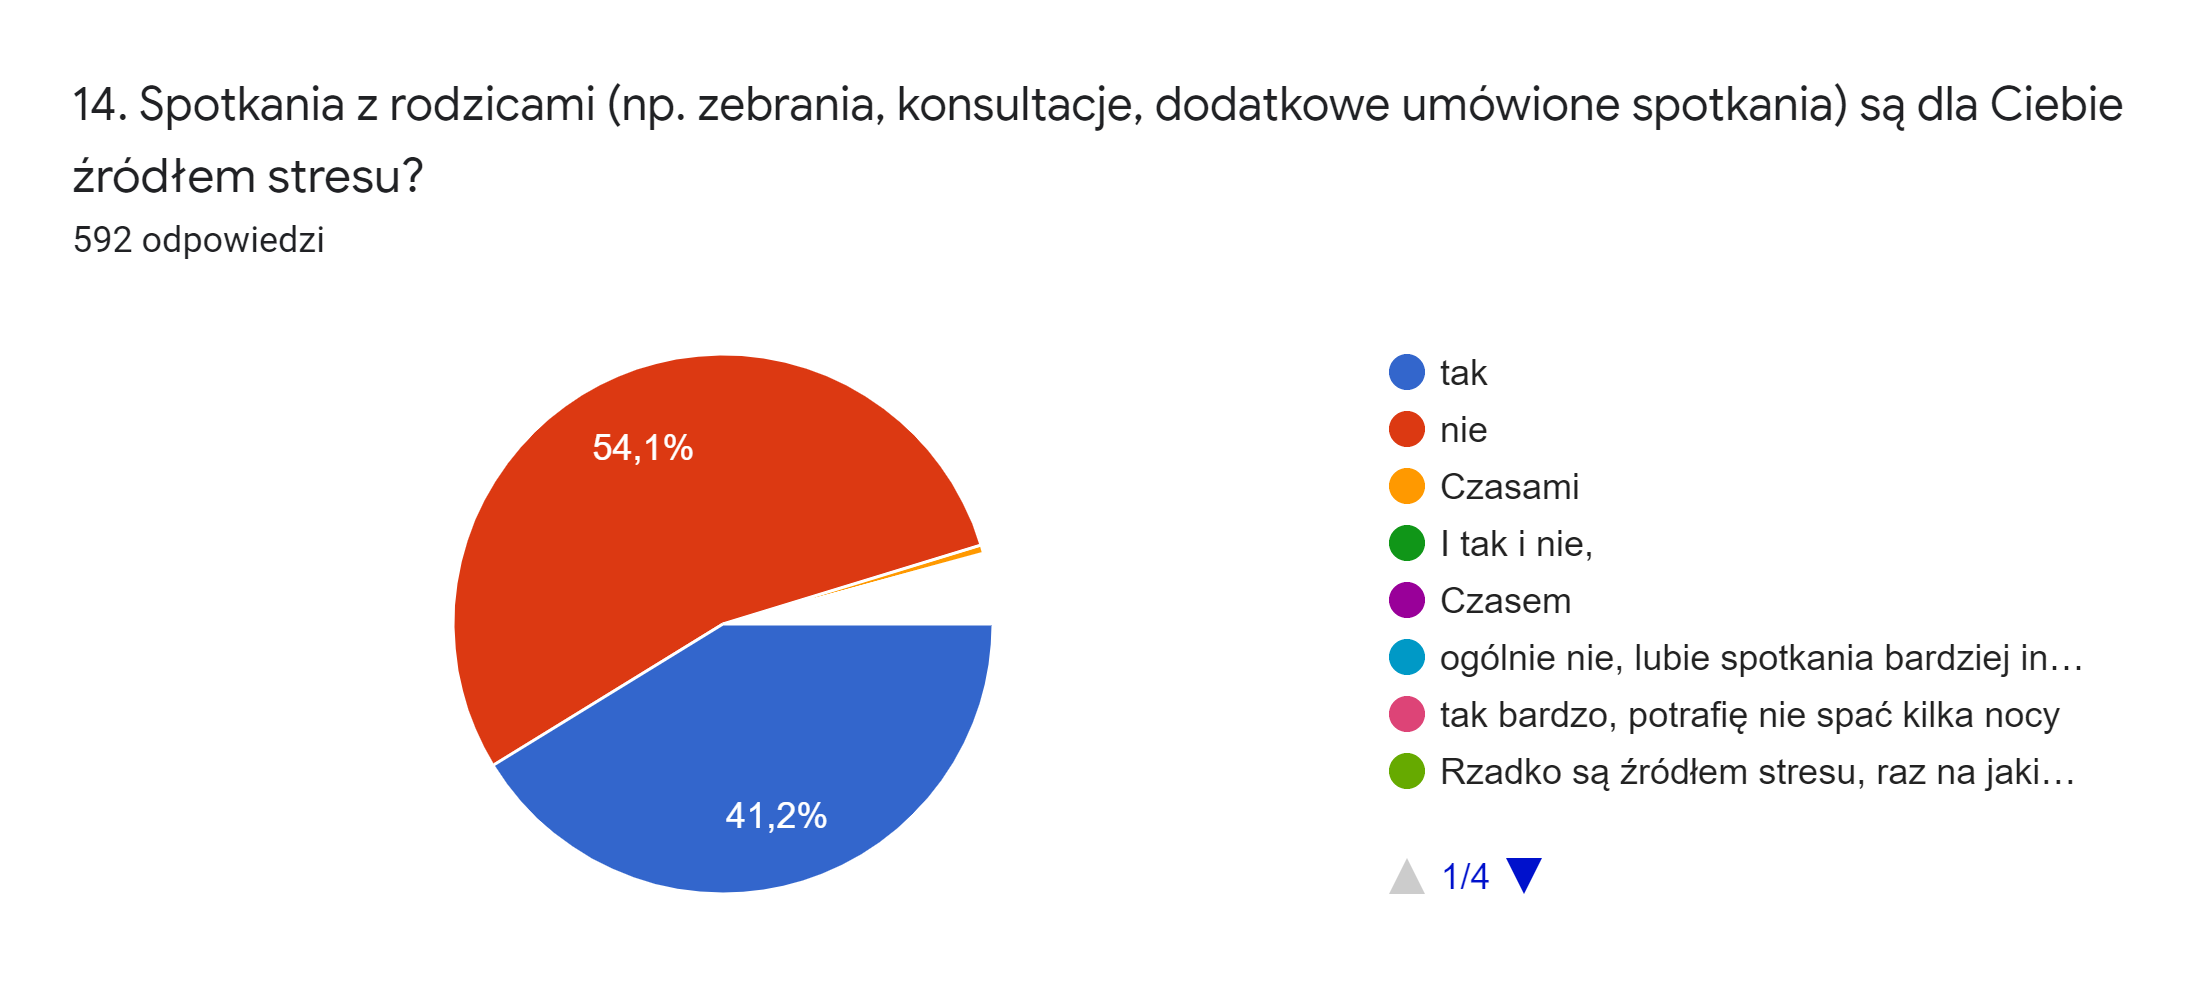 14. Spotkania z rodzicami (np. zebrania, konsultacje, dodatkowe umówione spotkania) są dla Ciebie
źródłem stresu?
592 odpowiedzi
54,1%
41,2%
tak
nie
Czasami
I tak i nie,
Czasem
ogólnie nie, lubie spotkania bardziej in…
tak bardzo, potrafię nie spać kilka nocy
Rzadko są źródłem stresu, raz na jaki…
1/4